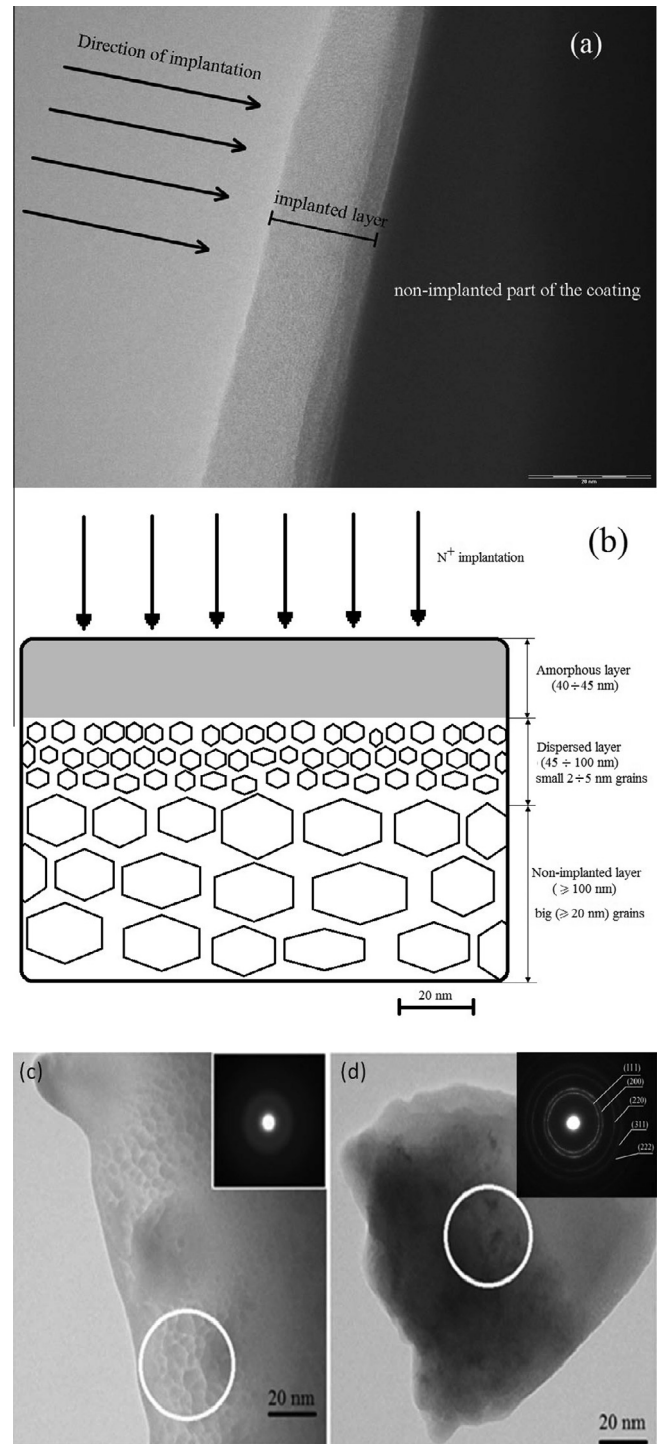 (a)
Direction of implantation
implanted layer
non-implanted part of the coating
20 nm
(b)
N+ implantation
Amorphous layer
(40÷45 nm)
Dispersed layer
(45 ÷ 100 nm)
small 2÷5 nm grains
Non-implanted layer
(⩾ 100 nm)
big (⩾ 20 nm) grains
20 nm
(c)
20 nm
(d)
(111)
(200)
(220)
(311)
(222)
20 nm